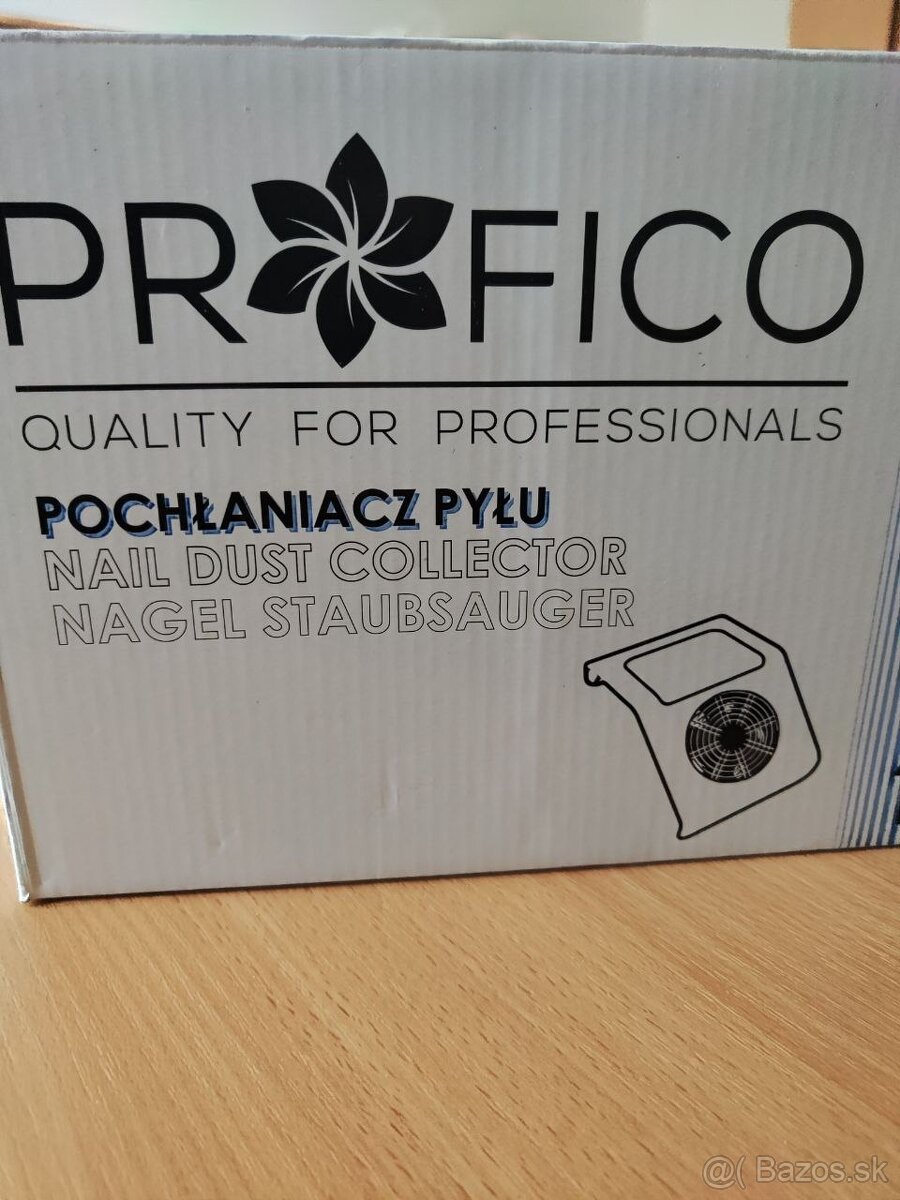 PROFICO
QUALITY FOR PROFESSIONALS
POCHŁANIACZ PYŁU
NAIL DUST COLLECTOR
NAGEL STAUBSAUGER
@( Bazos.sk